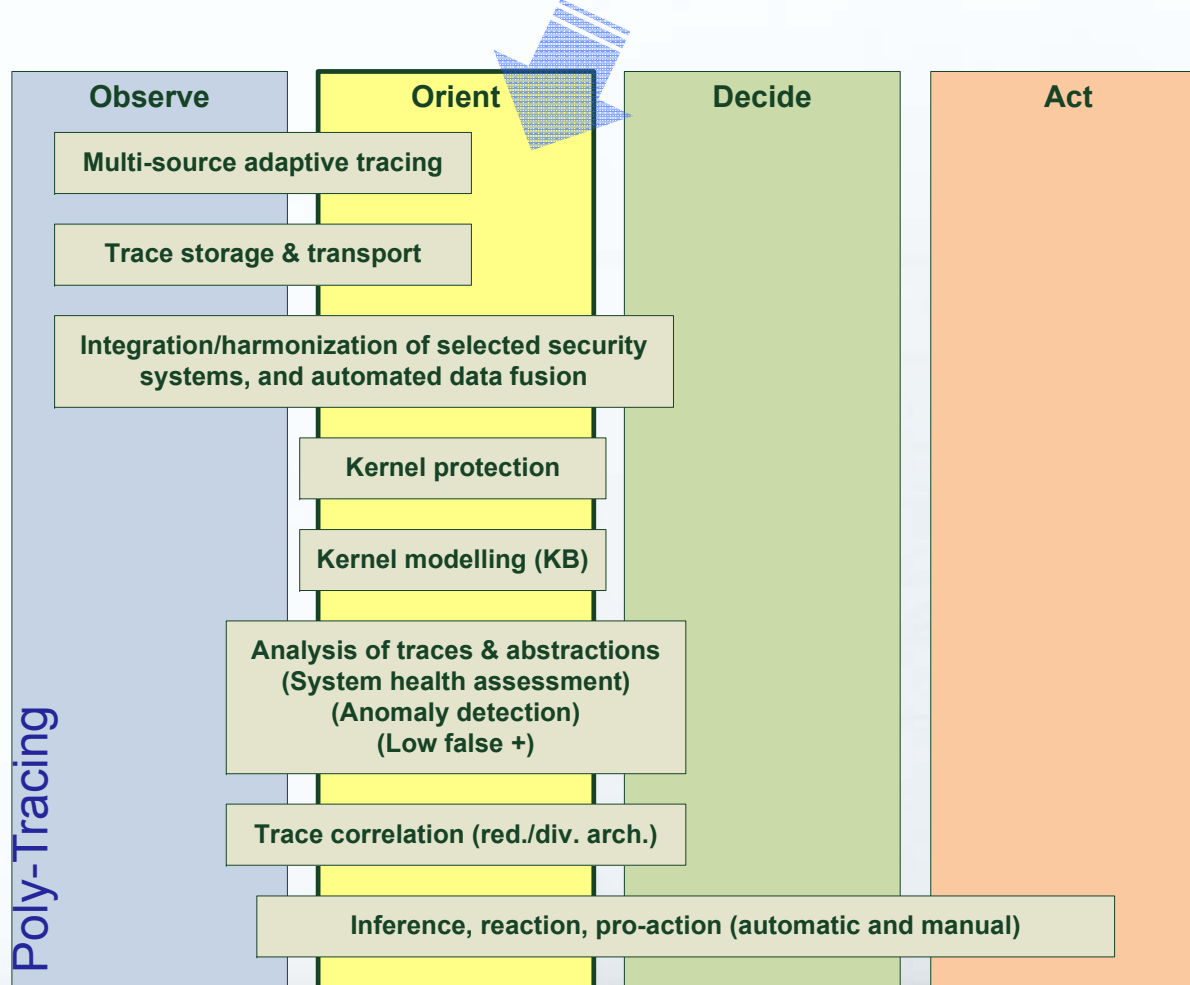 Observe
Orient
Decide
Act
Multi-source adaptive tracing
Trace storage & transport
Integration/harmonization of selected security
systems, and automated data fusion
Kernel protection
Kernel modelling (KB)
Analysis of traces & abstractions
(System health assessment)
(Anomaly detection)
(Low false +)
Trace correlation (red./div. arch.)
Inference, reaction, pro-action (automatic and manual)
Poly-Tracing